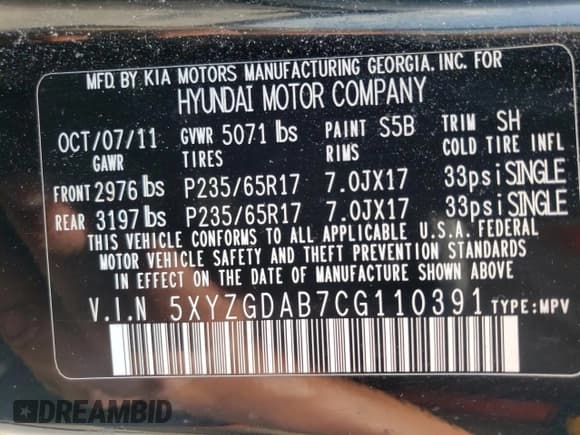 MFD. BY KIA MOTORS MANUFACTURING GEORGIA. INC. FOR
HYUNDAI MOTOR COMPANY
OCT/07/11 GVWR 5071 lbs PAINT S5B TRIM SH
GAWR TIRES RIMS COLD TIRE INFL
FRONT 2976 lbs P235/65R17 7.0JX17 33psi SINGLE
REAR 3197 lbs P235/65R17 7.0JX17 33psi SINGLE
THIS VEHICLE CONFORMS TO ALL APPLICABLE U.S.A. FEDERAL
MOTOR VEHICLE SAFETY AND THEFT PREVENTION STANDARDS
IN EFFECT ON THE DATE OF MANUFACTURE SHOWN ABOVE.
V.I.N 5XYZGDAB7CG110391 TYPE: MPV
DREAMBID